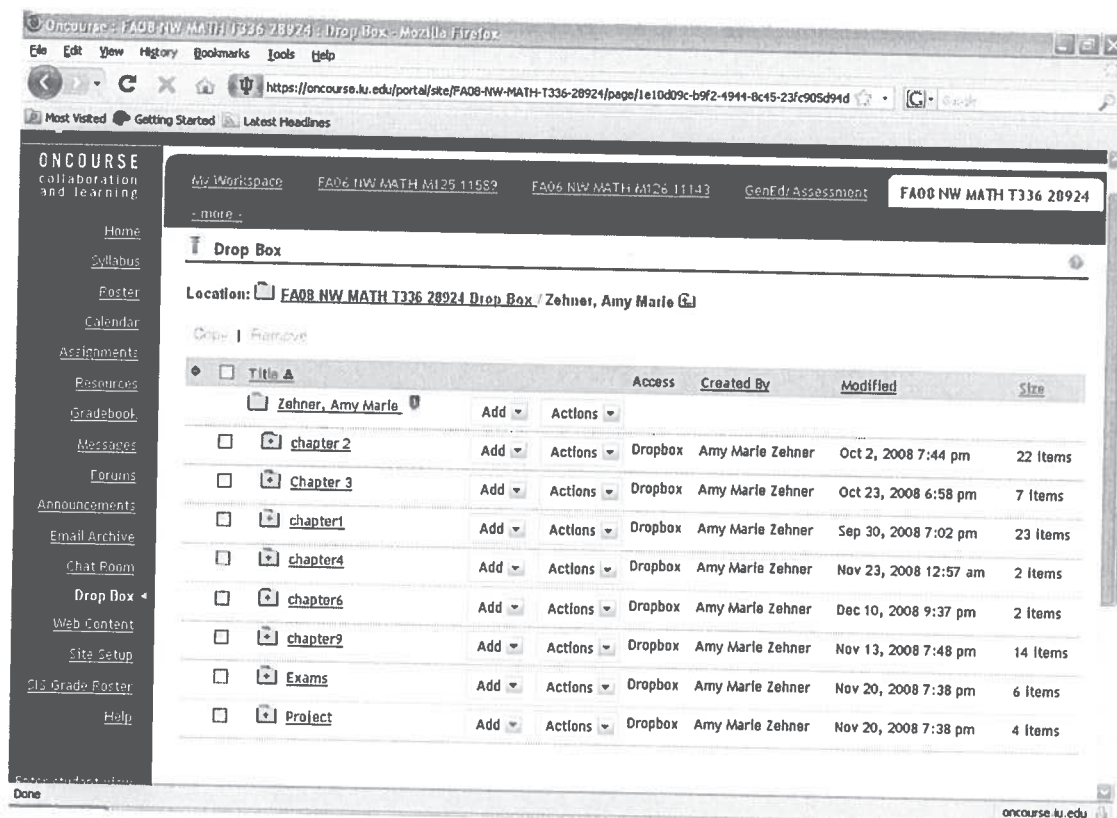 Oncourse : FA08 NW MATH T336 28924 : Drop Box - Mozilla Firefox
File Edit View History Bookmarks Tools Help
https://oncourse.iu.edu/portal/site/FA08-NW-MATH-T336-28924/page/1e10d09c-b9f2-4944-8c45-23fc905d94d
Most Visited Getting Started Latest Headlines
ONCOURSE
collaboration
and learning
My Workspace FA06 NW MATH M125 11589 FA06 NW MATH M126 11143 GenEd/Assessment FA08 NW MATH T336 28924
- more -
Home
Syllabus
Roster
Calendar
Assignments
Resources
Gradebook
Messages
Forums
Announcements
Email Archive
Chat Room
Drop Box
Web Content
Site Setup
SIS Grade Roster
Help
Enter student view
Drop Box
Location: FA08 NW MATH T336 28924 Drop Box / Zehner, Amy Marie
Copy | Remove
Title Access Created By Modified Size
Zehner, Amy Marie Add Actions
chapter 2 Add Actions Dropbox Amy Marie Zehner Oct 2, 2008 7:44 pm 22 items
Chapter 3 Add Actions Dropbox Amy Marie Zehner Oct 23, 2008 6:58 pm 7 items
chapter1 Add Actions Dropbox Amy Marie Zehner Sep 30, 2008 7:02 pm 23 items
chapter4 Add Actions Dropbox Amy Marie Zehner Nov 23, 2008 12:57 am 2 items
chapter6 Add Actions Dropbox Amy Marie Zehner Dec 10, 2008 9:37 pm 2 items
chapter9 Add Actions Dropbox Amy Marie Zehner Nov 13, 2008 7:48 pm 14 items
Exams Add Actions Dropbox Amy Marie Zehner Nov 20, 2008 7:38 pm 6 items
Project Add Actions Dropbox Amy Marie Zehner Nov 20, 2008 7:38 pm 4 items
Done
oncourse.iu.edu